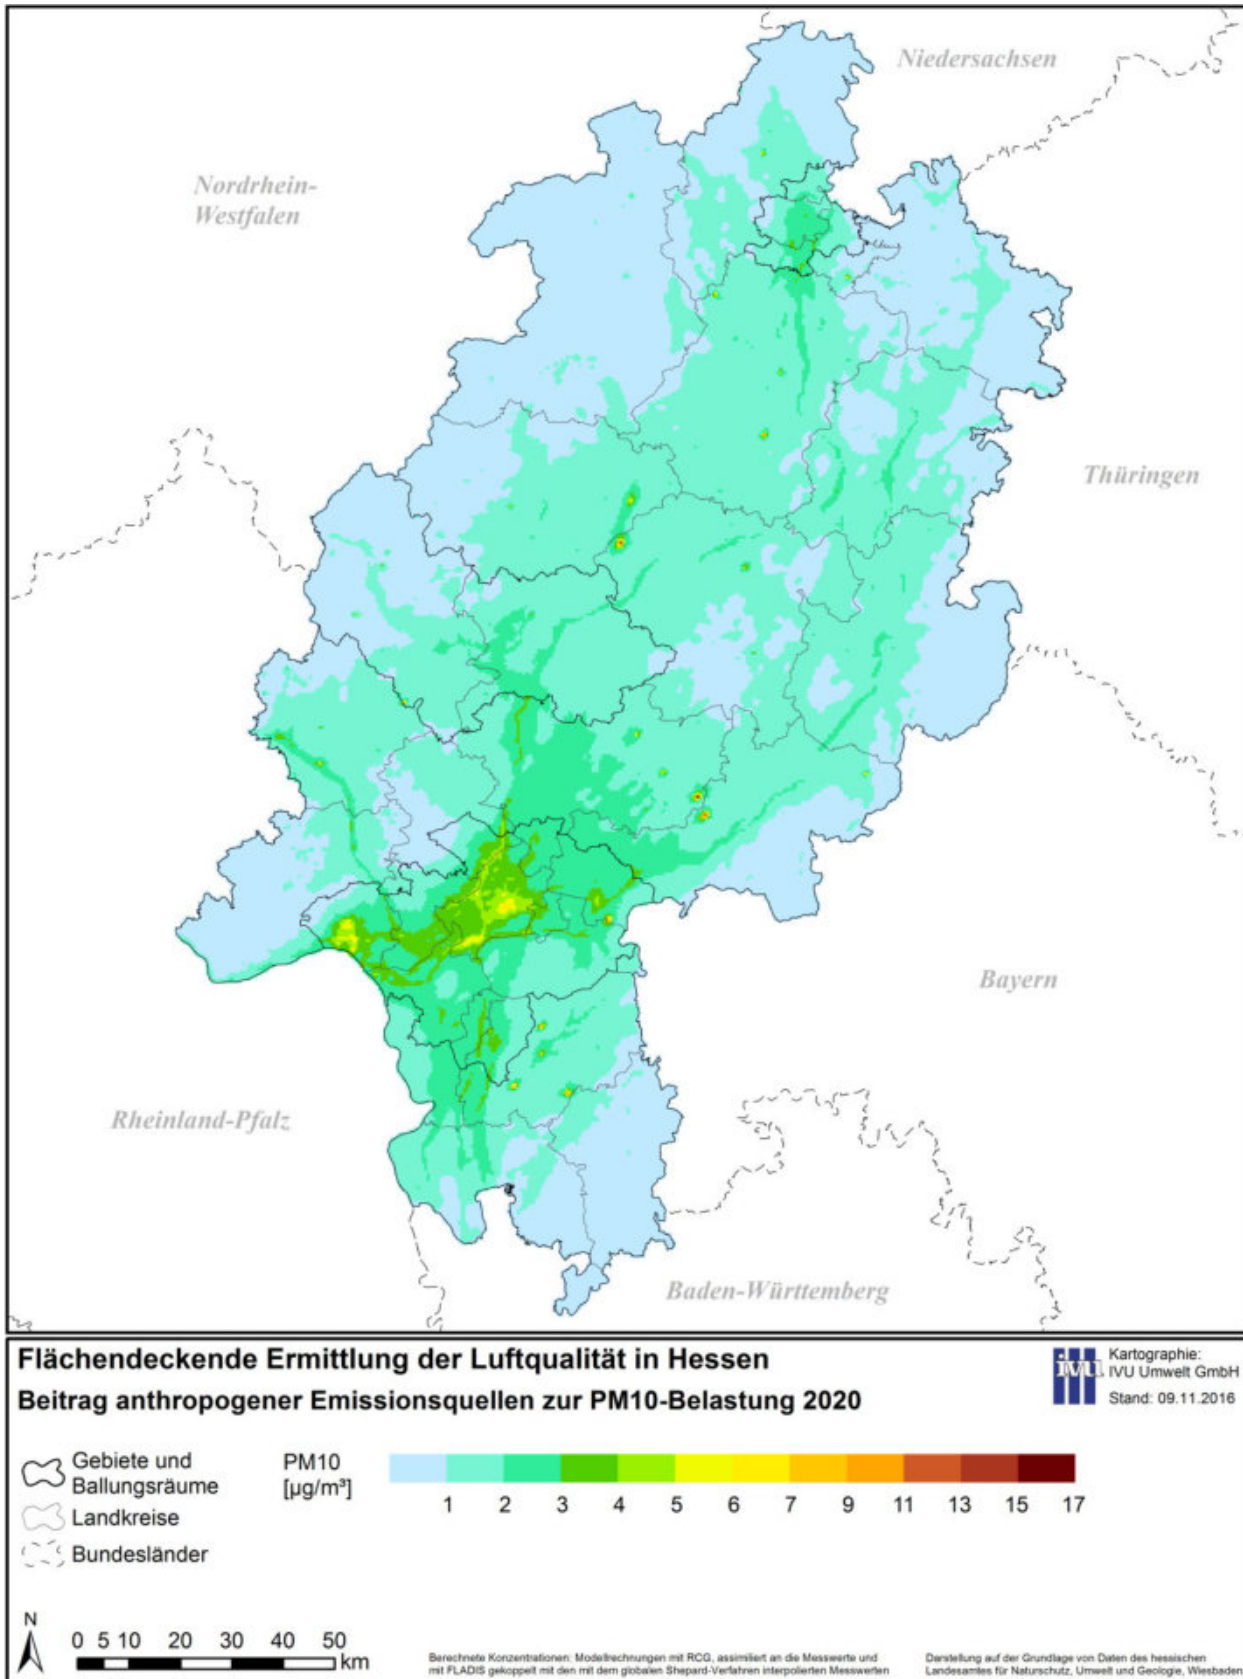 Niedersachsen
Nordrhein-
Westfalen
Thüringen
Bayern
Rheinland-Pfalz
Baden-Württemberg
Flächendeckende Ermittlung der Luftqualität in Hessen
Beitrag anthropogener Emissionsquellen zur PM10-Belastung 2020
ivu
Kartographie:
IVU Umwelt GmbH
Stand: 09.11.2016
Gebiete und
Ballungsräume
Landkreise
Bundesländer
PM10
[µg/m³]
1 2 3 4 5 6 7 9 11 13 15 17
N
0 5 10 20 30 40 50
km
Berechnete Konzentrationen: Modellrechnungen mit RCG, assimiliert an die Messwerte und
mit FLADIS gekoppelt mit den mit dem globalen Shepard-Verfahren interpolierten Messwerten
Darstellung auf der Grundlage von Daten des hessischen
Landesamtes für Naturschutz, Umwelt und Geologie, Wiesbaden